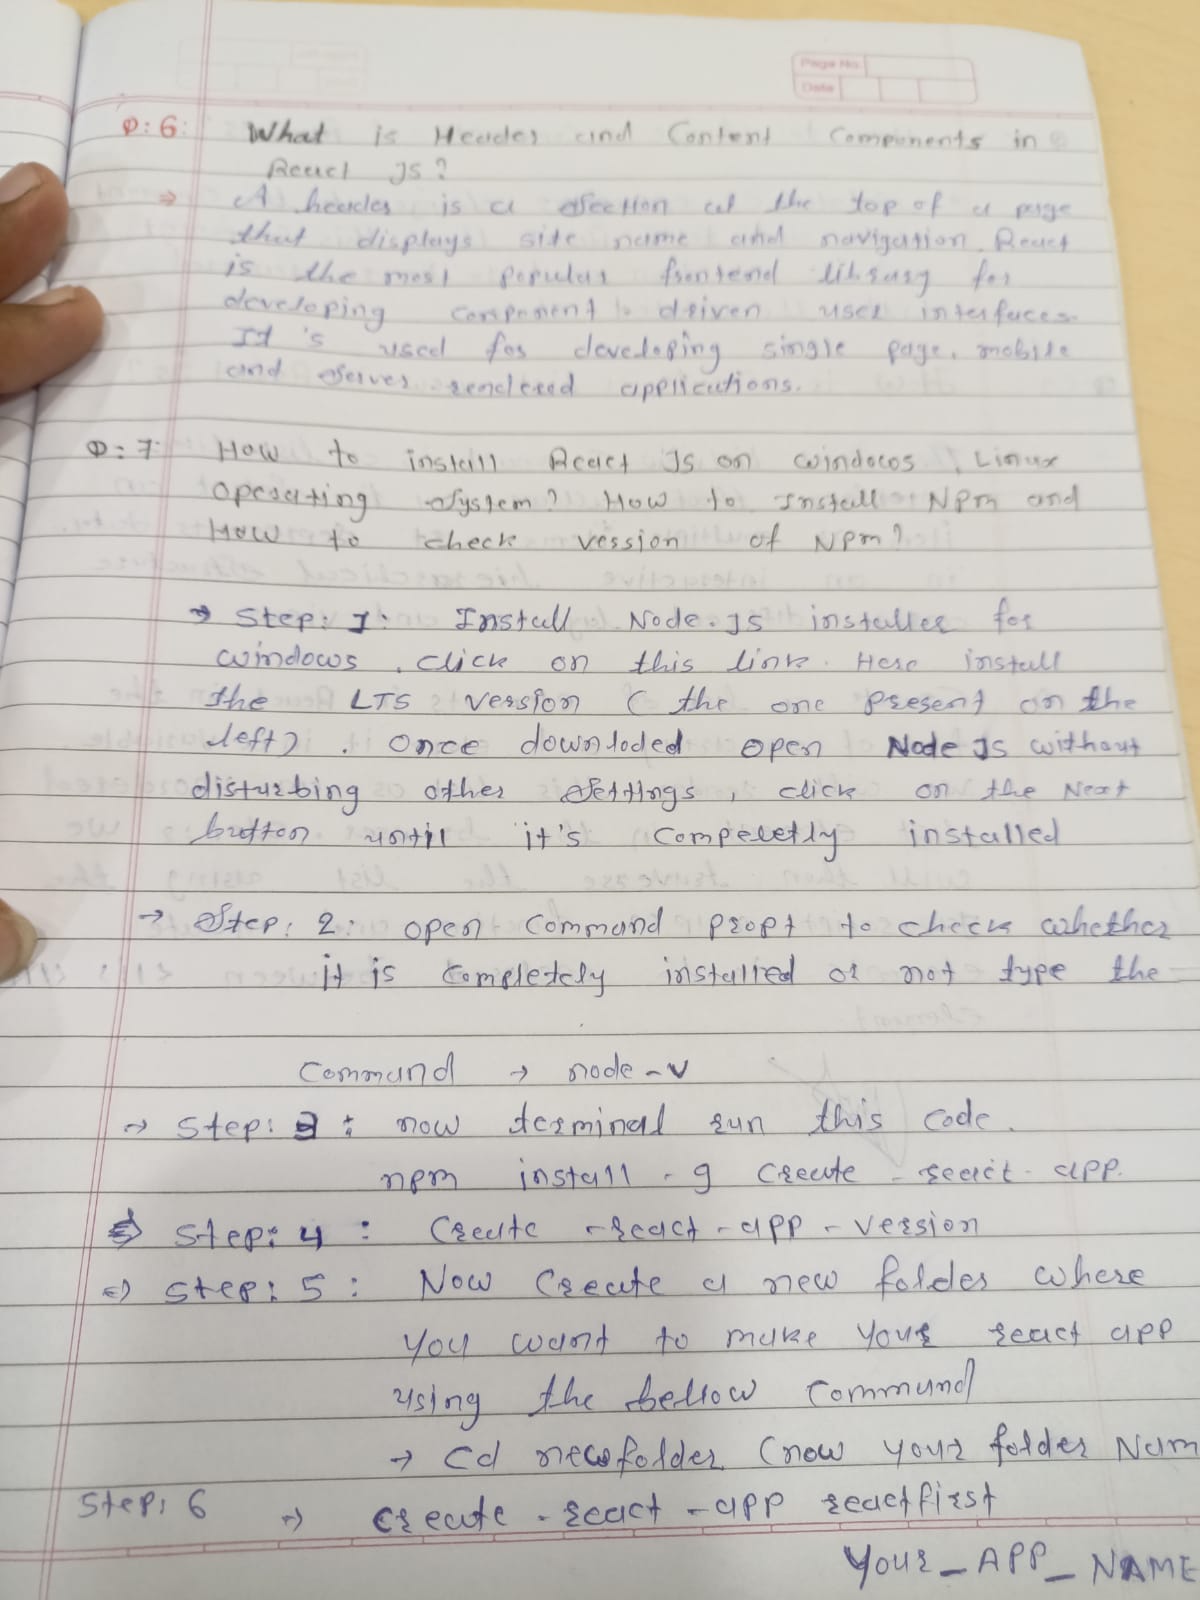 Page No.
Date
Q: 6: What is Header and Content Components in
React JS?
⇒ A header is a section at the top of a page
that displays site name and navigation. React
is the most popular frontend library for
developing component driven user interfaces.
It's used for developing single page, mobile
and server rendered applications.
Q: 7: How to install React Js on windows, Linux
operating system? How to Install NPM and
How to check version of NPM?
→ Step: 1: Install Node.JS installer for
windows, click on this link. Here install
the LTS version (the one present on the
left). Once downloded open Node JS without
disturbing other settings, click on the Next
button until it's compeletly installed
→ Step: 2: open command propt to check whether
it is completely installed or not type the
Command → node -v
→ Step: 3: now terminal run this code.
npm install -g create-react-app.
⇒ Step: 4: Create-react-app-version
⇒ Step: 5: Now Create a new folder where
you want to make your react app
using the bellow command
→ Cd newfolder (now your folder Nam
Step: 6 ⇒ create-react-app reactfirst
YOUR_APP_NAME